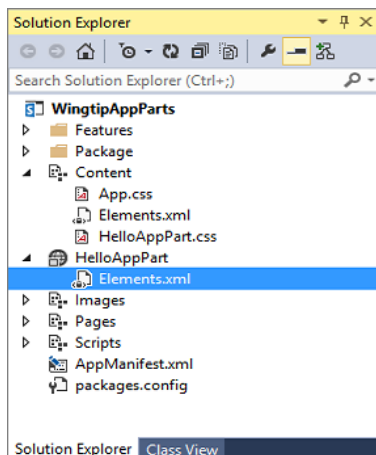 Solution Explorer
Search Solution Explorer (Ctrl+;)
WingtipAppParts
Features
Package
Content
App.css
Elements.xml
HelloAppPart.css
HelloAppPart
Elements.xml
Images
Pages
Scripts
AppManifest.xml
packages.config
Solution Explorer Class View